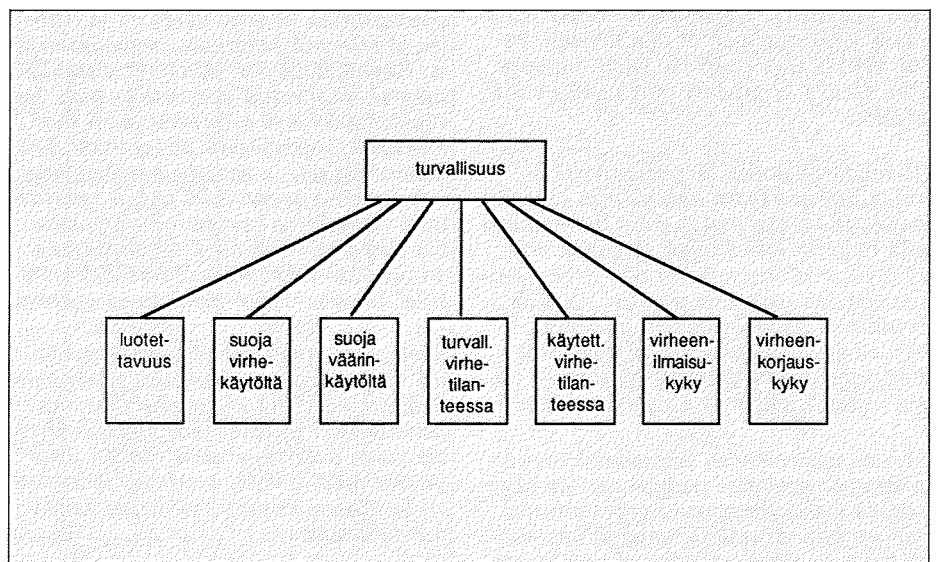 turvallisuus
luotet-
tavuus
suoja
virhe-
käytöltä
suoja
väärin-
käytöltä
turvall.
virhe-
tilan-
teessa
käytett.
virhe-
tilan-
teessa
virheen-
ilmaisu-
kyky
virheen-
korjaus-
kyky